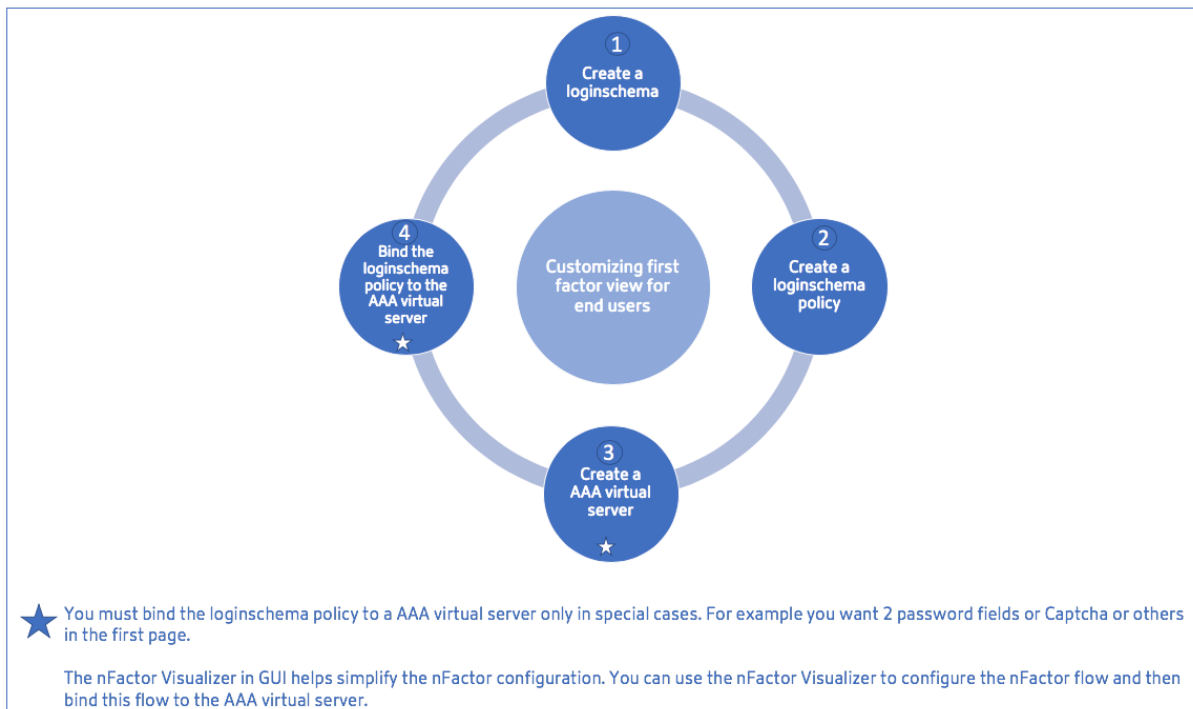 1
Create a
loginschema
2
Create a
loginschema
policy
3
Create a
AAA virtual
server
4
Bind the
loginschema
policy to the
AAA virtual
server
Customizing first
factor view for
end users
You must bind the loginschema policy to a AAA virtual server only in special cases. For example you want 2 password fields or Captcha or others
in the first page.
The nFactor Visualizer in GUI helps simplify the nFactor configuration. You can use the nFactor Visualizer to configure the nFactor flow and then
bind this flow to the AAA virtual server.